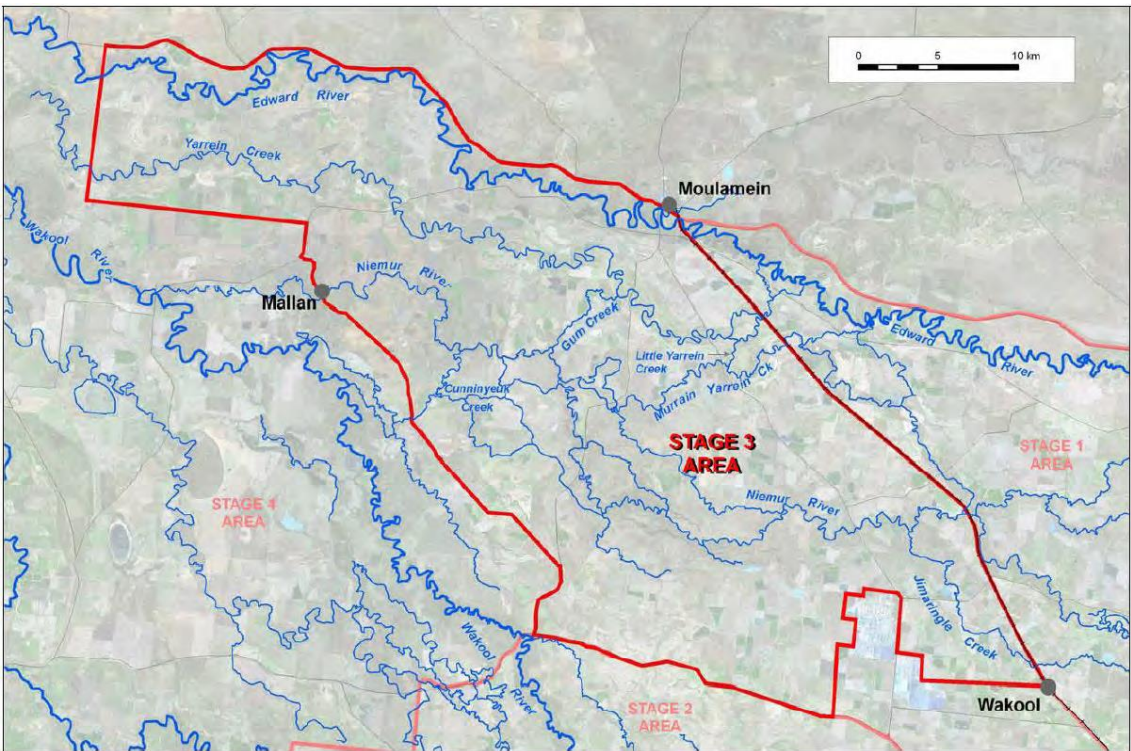 0 5 10 km
Edward River
Yarrein Creek
Moulamein
Wakool
River
Niemur River
Mallan
Gum Creek
Edward
River
Little Yarrein
Creek
Murrain Yarrein Ck
Cunninyeuk
Creek
STAGE 3
AREA
STAGE 1
AREA
Niemur River
STAGE 4
AREA
Jimaringle Creek
Wakool
River
STAGE 2
AREA
Wakool